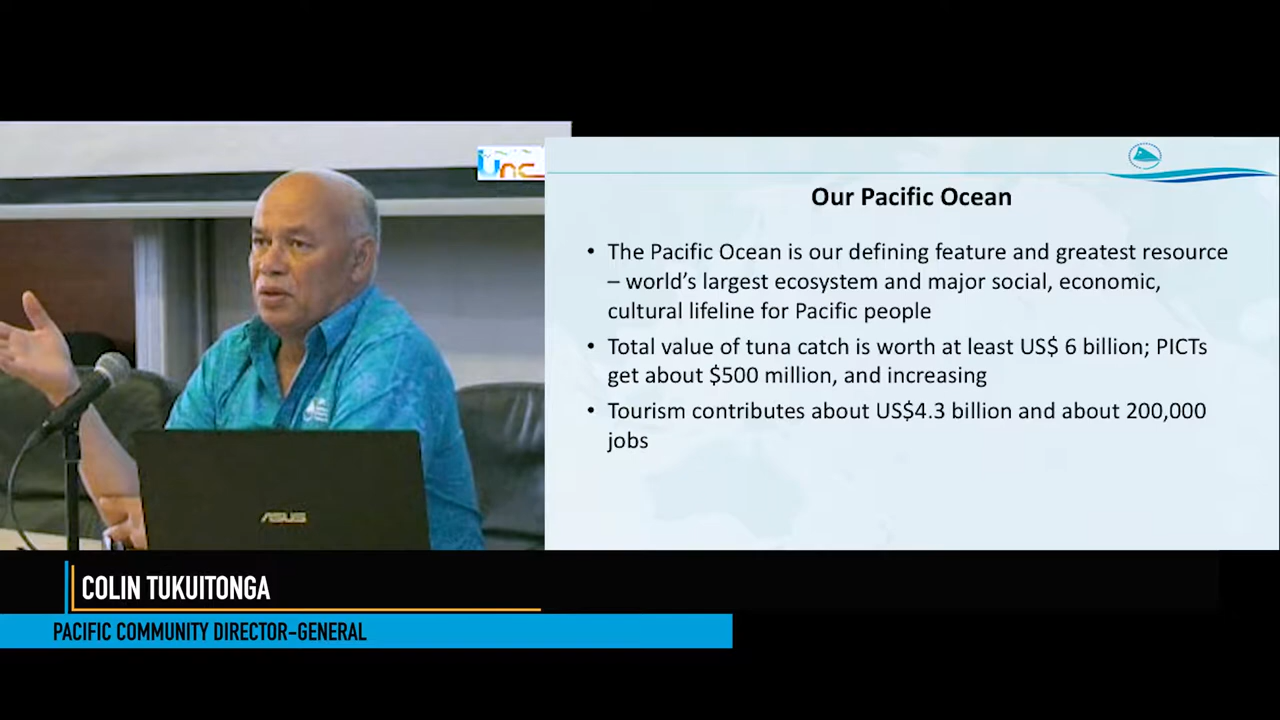 Unc
Our Pacific Ocean
• The Pacific Ocean is our defining feature and greatest resource
– world's largest ecosystem and major social, economic,
cultural lifeline for Pacific people
• Total value of tuna catch is worth at least US$ 6 billion; PICTs
get about $500 million, and increasing
• Tourism contributes about US$4.3 billion and about 200,000
jobs
ASUS
COLIN TUKUITONGA
PACIFIC COMMUNITY DIRECTOR-GENERAL